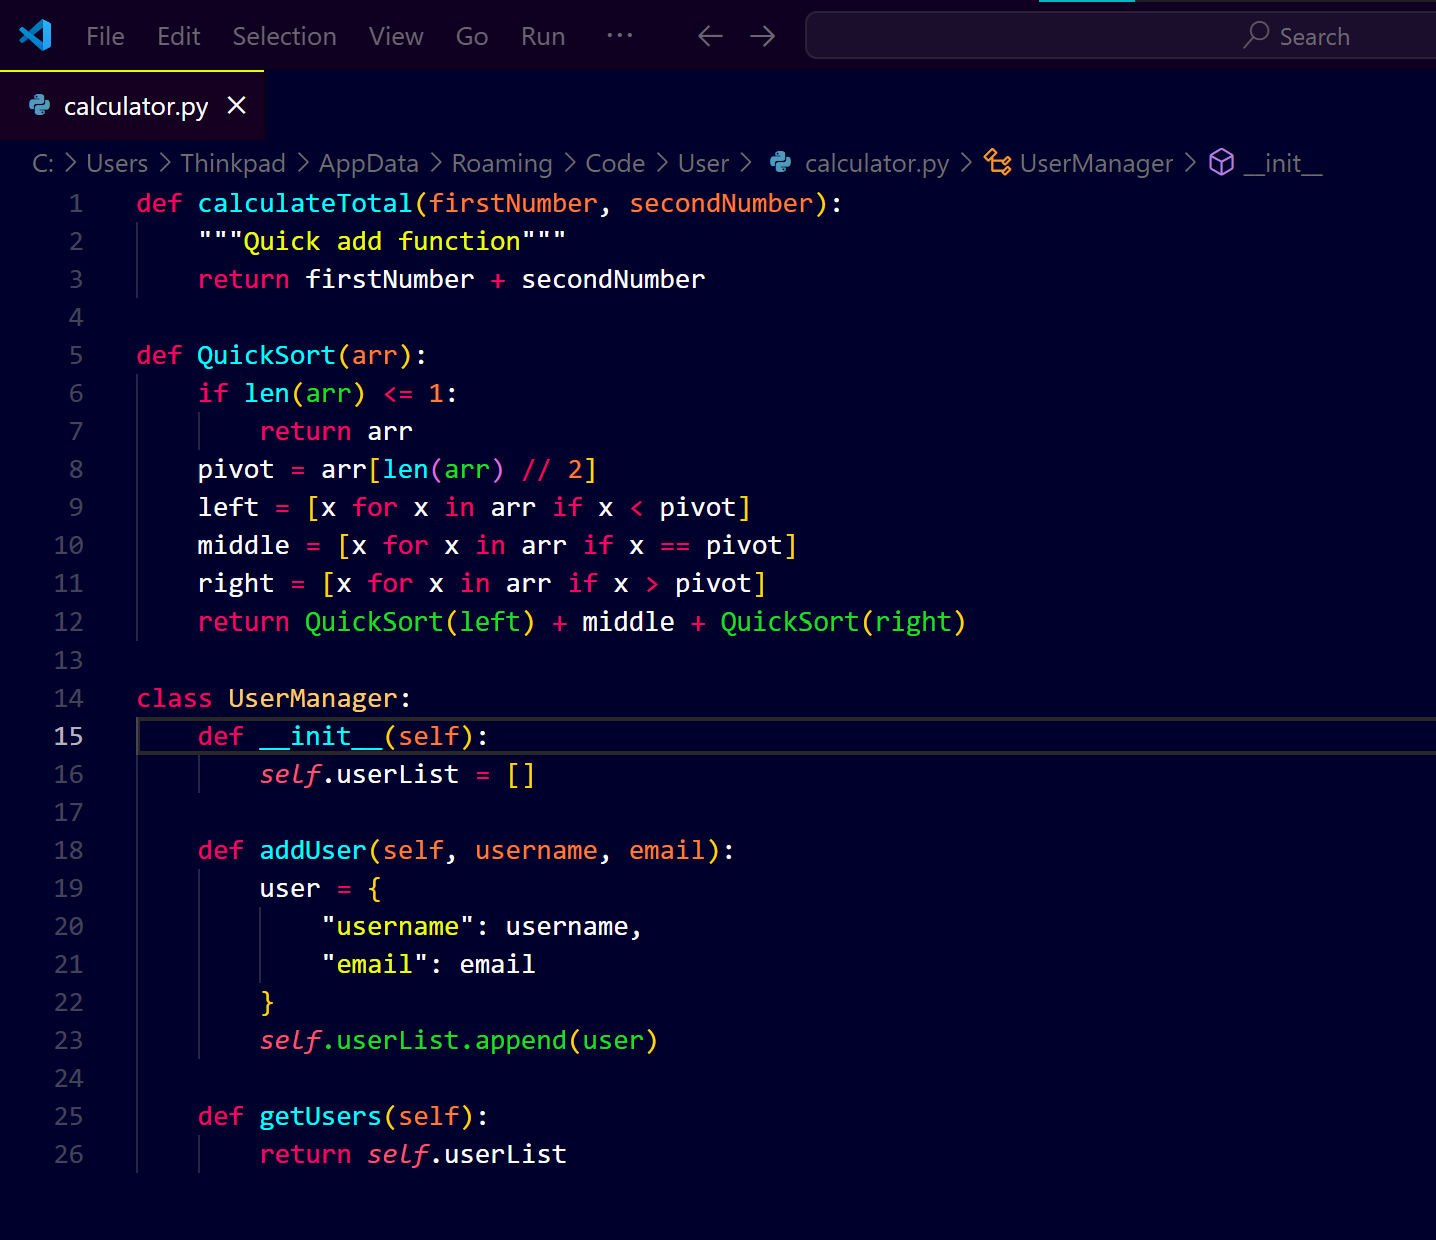 File Edit Selection View Go Run ··· Search
calculator.py
C: > Users > Thinkpad > AppData > Roaming > Code > User > calculator.py > UserManager > __init__
1 def calculateTotal(firstNumber, secondNumber):
2     """Quick add function"""
3     return firstNumber + secondNumber
4
5 def QuickSort(arr):
6     if len(arr) <= 1:
7         return arr
8     pivot = arr[len(arr) // 2]
9     left = [x for x in arr if x < pivot]
10     middle = [x for x in arr if x == pivot]
11     right = [x for x in arr if x > pivot]
12     return QuickSort(left) + middle + QuickSort(right)
13
14 class UserManager:
15     def __init__(self):
16         self.userList = []
17
18     def addUser(self, username, email):
19         user = {
20             "username": username,
21             "email": email
22         }
23         self.userList.append(user)
24
25     def getUsers(self):
26         return self.userList